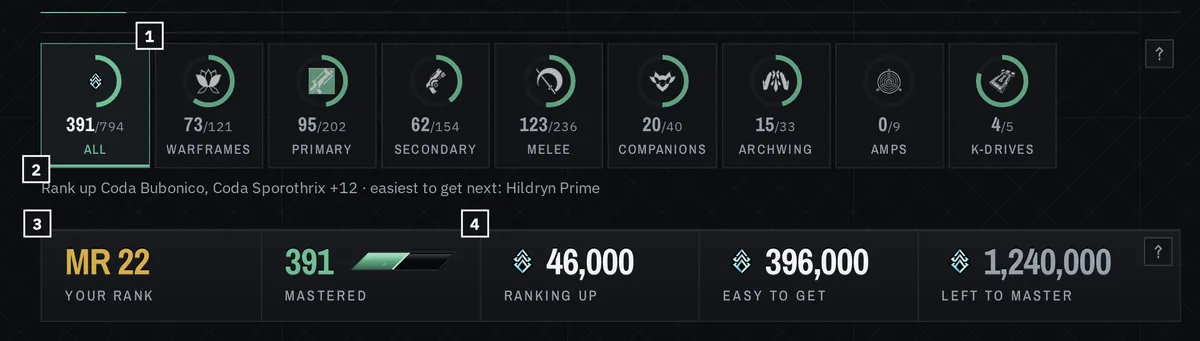 1
391/794
73/121
95/202
62/154
123/236
20/40
15/33
0/9
4/5
?
ALL
WARFRAMES
PRIMARY
SECONDARY
MELEE
COMPANIONS
ARCHWING
AMPS
K-DRIVES
2
Rank up Coda Bubonico, Coda Sporothrix +12 · easiest to get next: Hildryn Prime
3
4
MR 22
391
46,000
396,000
1,240,000
?
YOUR RANK
MASTERED
RANKING UP
EASY TO GET
LEFT TO MASTER